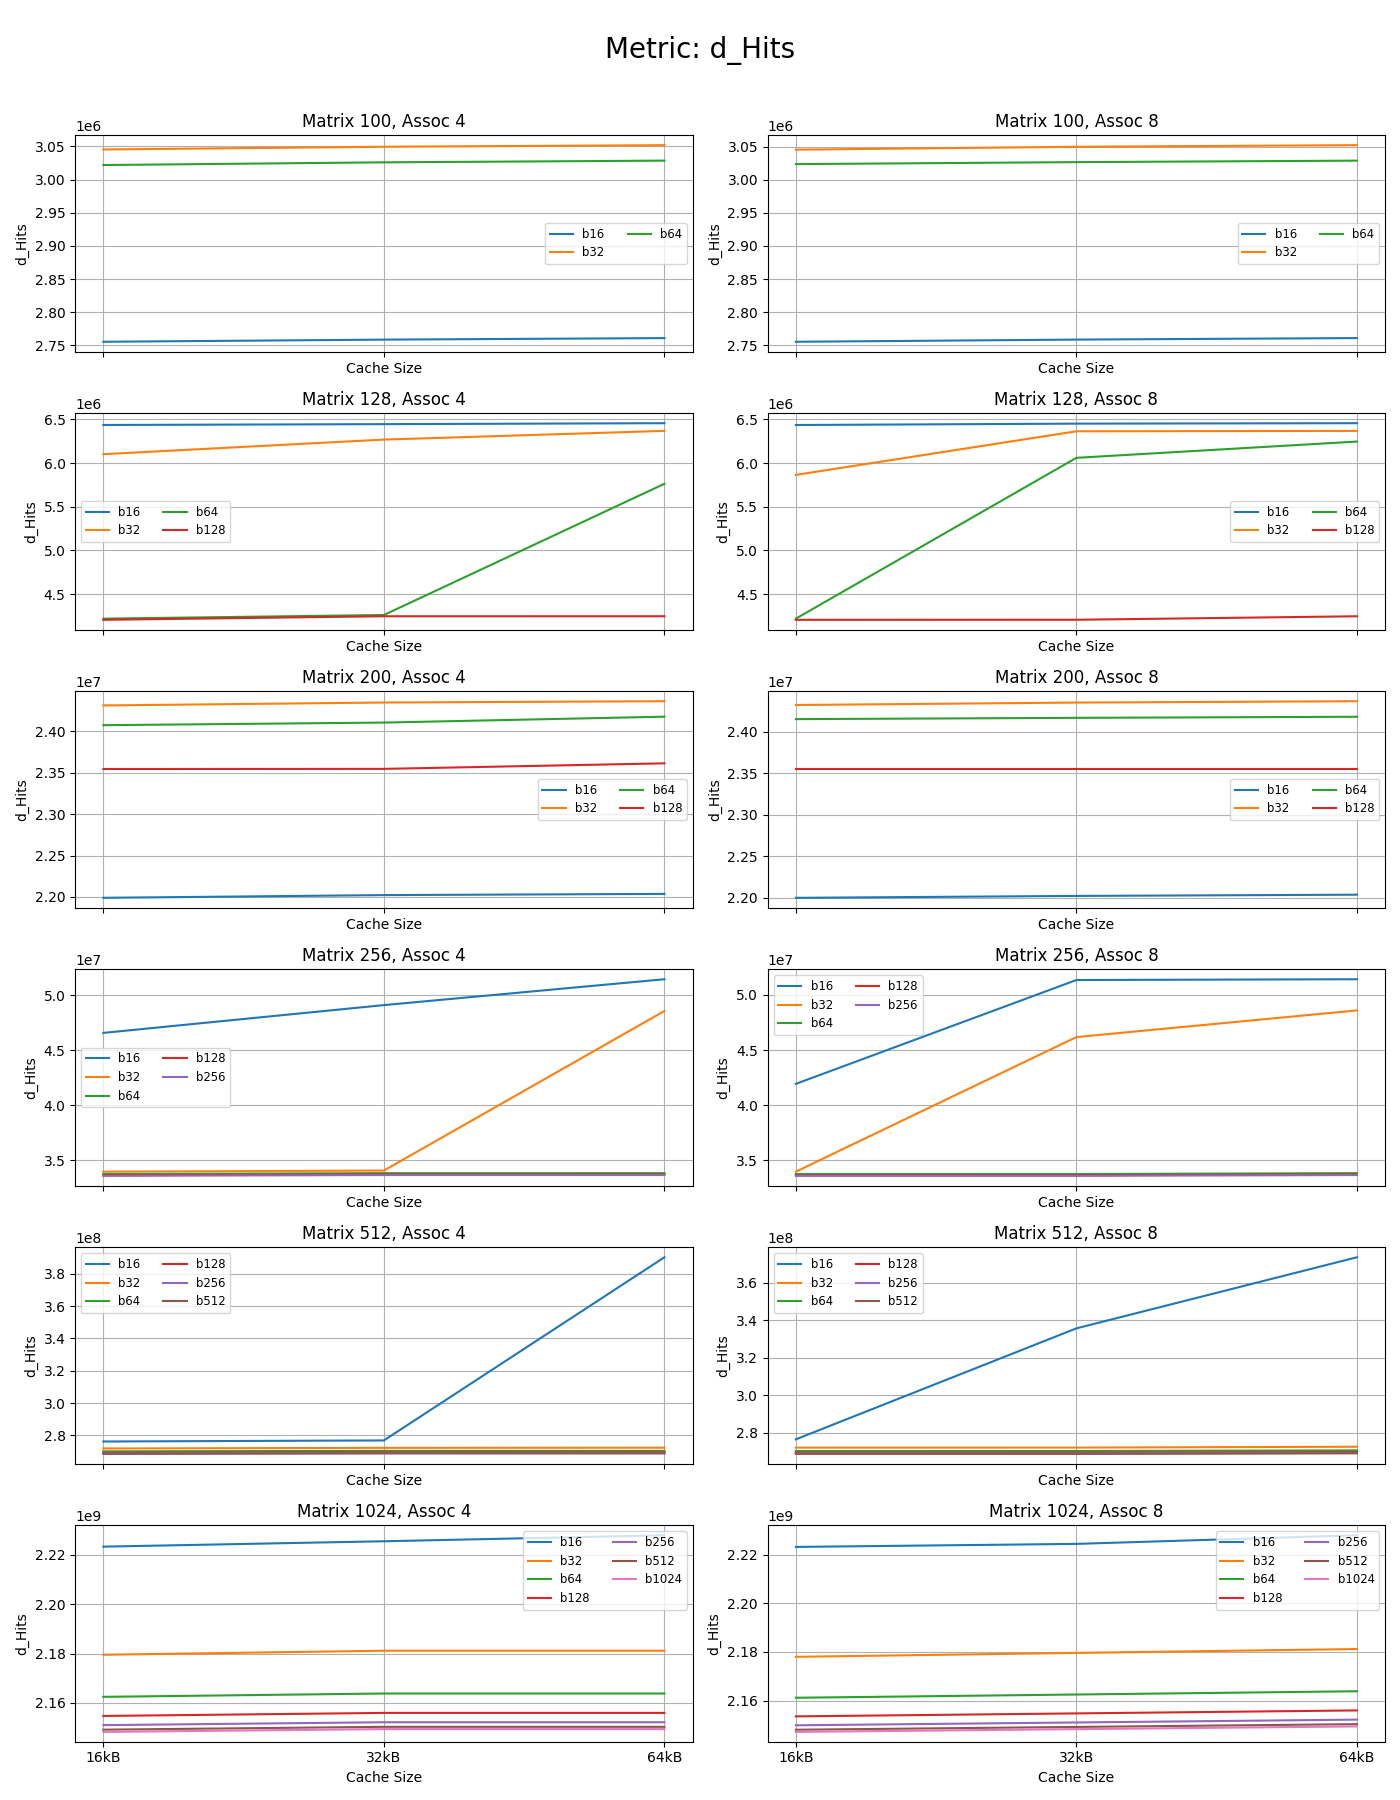 Metric: d_Hits
Matrix 100, Assoc 4
1e6
3.05
3.00
2.95
2.90
2.85
2.80
2.75
d_Hits
b16 b64
b32
Cache Size
Matrix 100, Assoc 8
1e6
3.05
3.00
2.95
2.90
2.85
2.80
2.75
d_Hits
b16 b64
b32
Cache Size
Matrix 128, Assoc 4
1e6
6.5
6.0
5.5
5.0
4.5
d_Hits
b16 b64
b32 b128
Cache Size
Matrix 128, Assoc 8
1e6
6.5
6.0
5.5
5.0
4.5
d_Hits
b16 b64
b32 b128
Cache Size
Matrix 200, Assoc 4
1e7
2.40
2.35
2.30
2.25
2.20
d_Hits
b16 b64
b32 b128
Cache Size
Matrix 200, Assoc 8
1e7
2.40
2.35
2.30
2.25
2.20
d_Hits
b16 b64
b32 b128
Cache Size
Matrix 256, Assoc 4
1e7
5.0
4.5
4.0
3.5
d_Hits
b16 b128
b32 b256
b64
Cache Size
Matrix 256, Assoc 8
1e7
5.0
4.5
4.0
3.5
d_Hits
b16 b128
b32 b256
b64
Cache Size
Matrix 512, Assoc 4
1e8
3.8
3.6
3.4
3.2
3.0
2.8
d_Hits
b16 b128
b32 b256
b64 b512
Cache Size
Matrix 512, Assoc 8
1e8
3.6
3.4
3.2
3.0
2.8
d_Hits
b16 b128
b32 b256
b64 b512
Cache Size
Matrix 1024, Assoc 4
1e9
2.22
2.20
2.18
2.16
d_Hits
b16 b256
b32 b512
b64 b1024
b128
16kB 32kB 64kB
Cache Size
Matrix 1024, Assoc 8
1e9
2.22
2.20
2.18
2.16
d_Hits
b16 b256
b32 b512
b64 b1024
b128
16kB 32kB 64kB
Cache Size